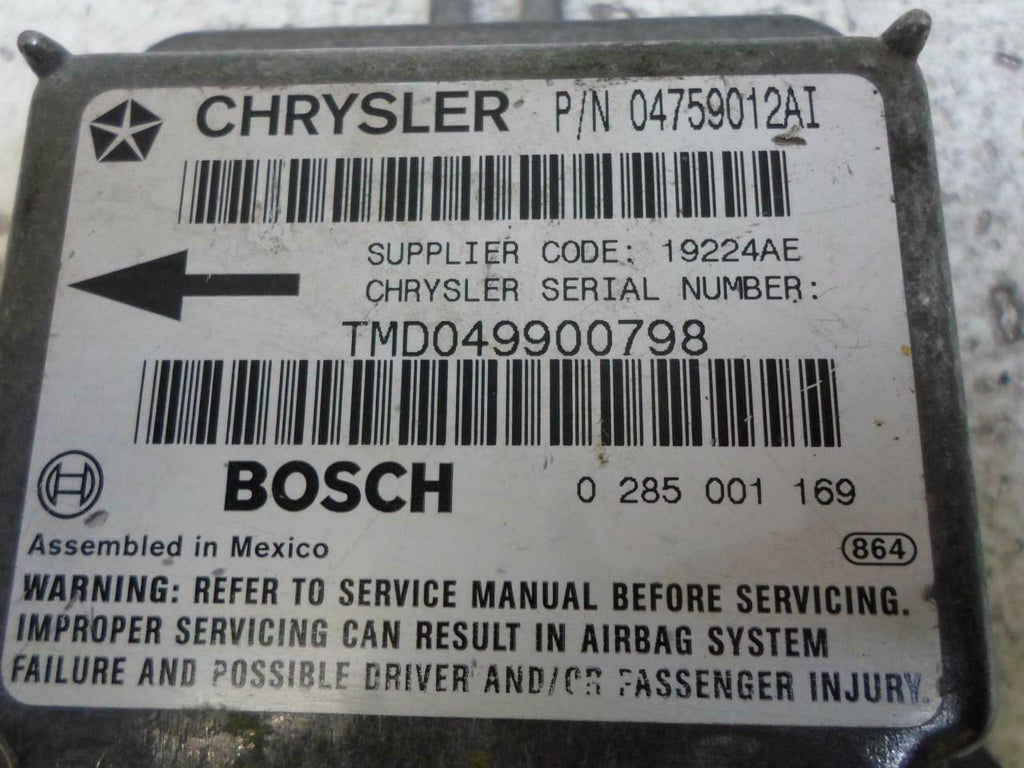 CHRYSLER P/N 04759012AI
SUPPLIER CODE: 19224AE
CHRYSLER SERIAL NUMBER:
TMD049900798
BOSCH 0 285 001 169
Assembled in Mexico 864
WARNING: REFER TO SERVICE MANUAL BEFORE SERVICING.
IMPROPER SERVICING CAN RESULT IN AIRBAG SYSTEM
FAILURE AND POSSIBLE DRIVER AND/OR PASSENGER INJURY.